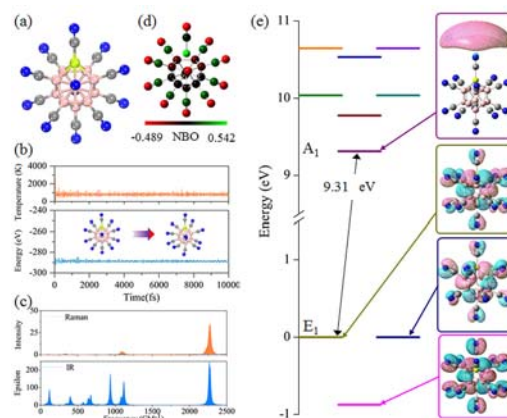 (a)
(d)
-0.489 NBO 0.542
(b)
Temperature (K)
4000
2000
0
Energy (eV)
-240
-260
-280
-300
0 2000 4000 6000 8000 10000
Time(fs)
(c)
Intensity
50
25
0
Raman
Epsilon
200
100
0
IR
0 500 1000 1500 2000 2500
(e)
Energy (eV)
11
10
9
0
-1
A1
9.31 eV
E1